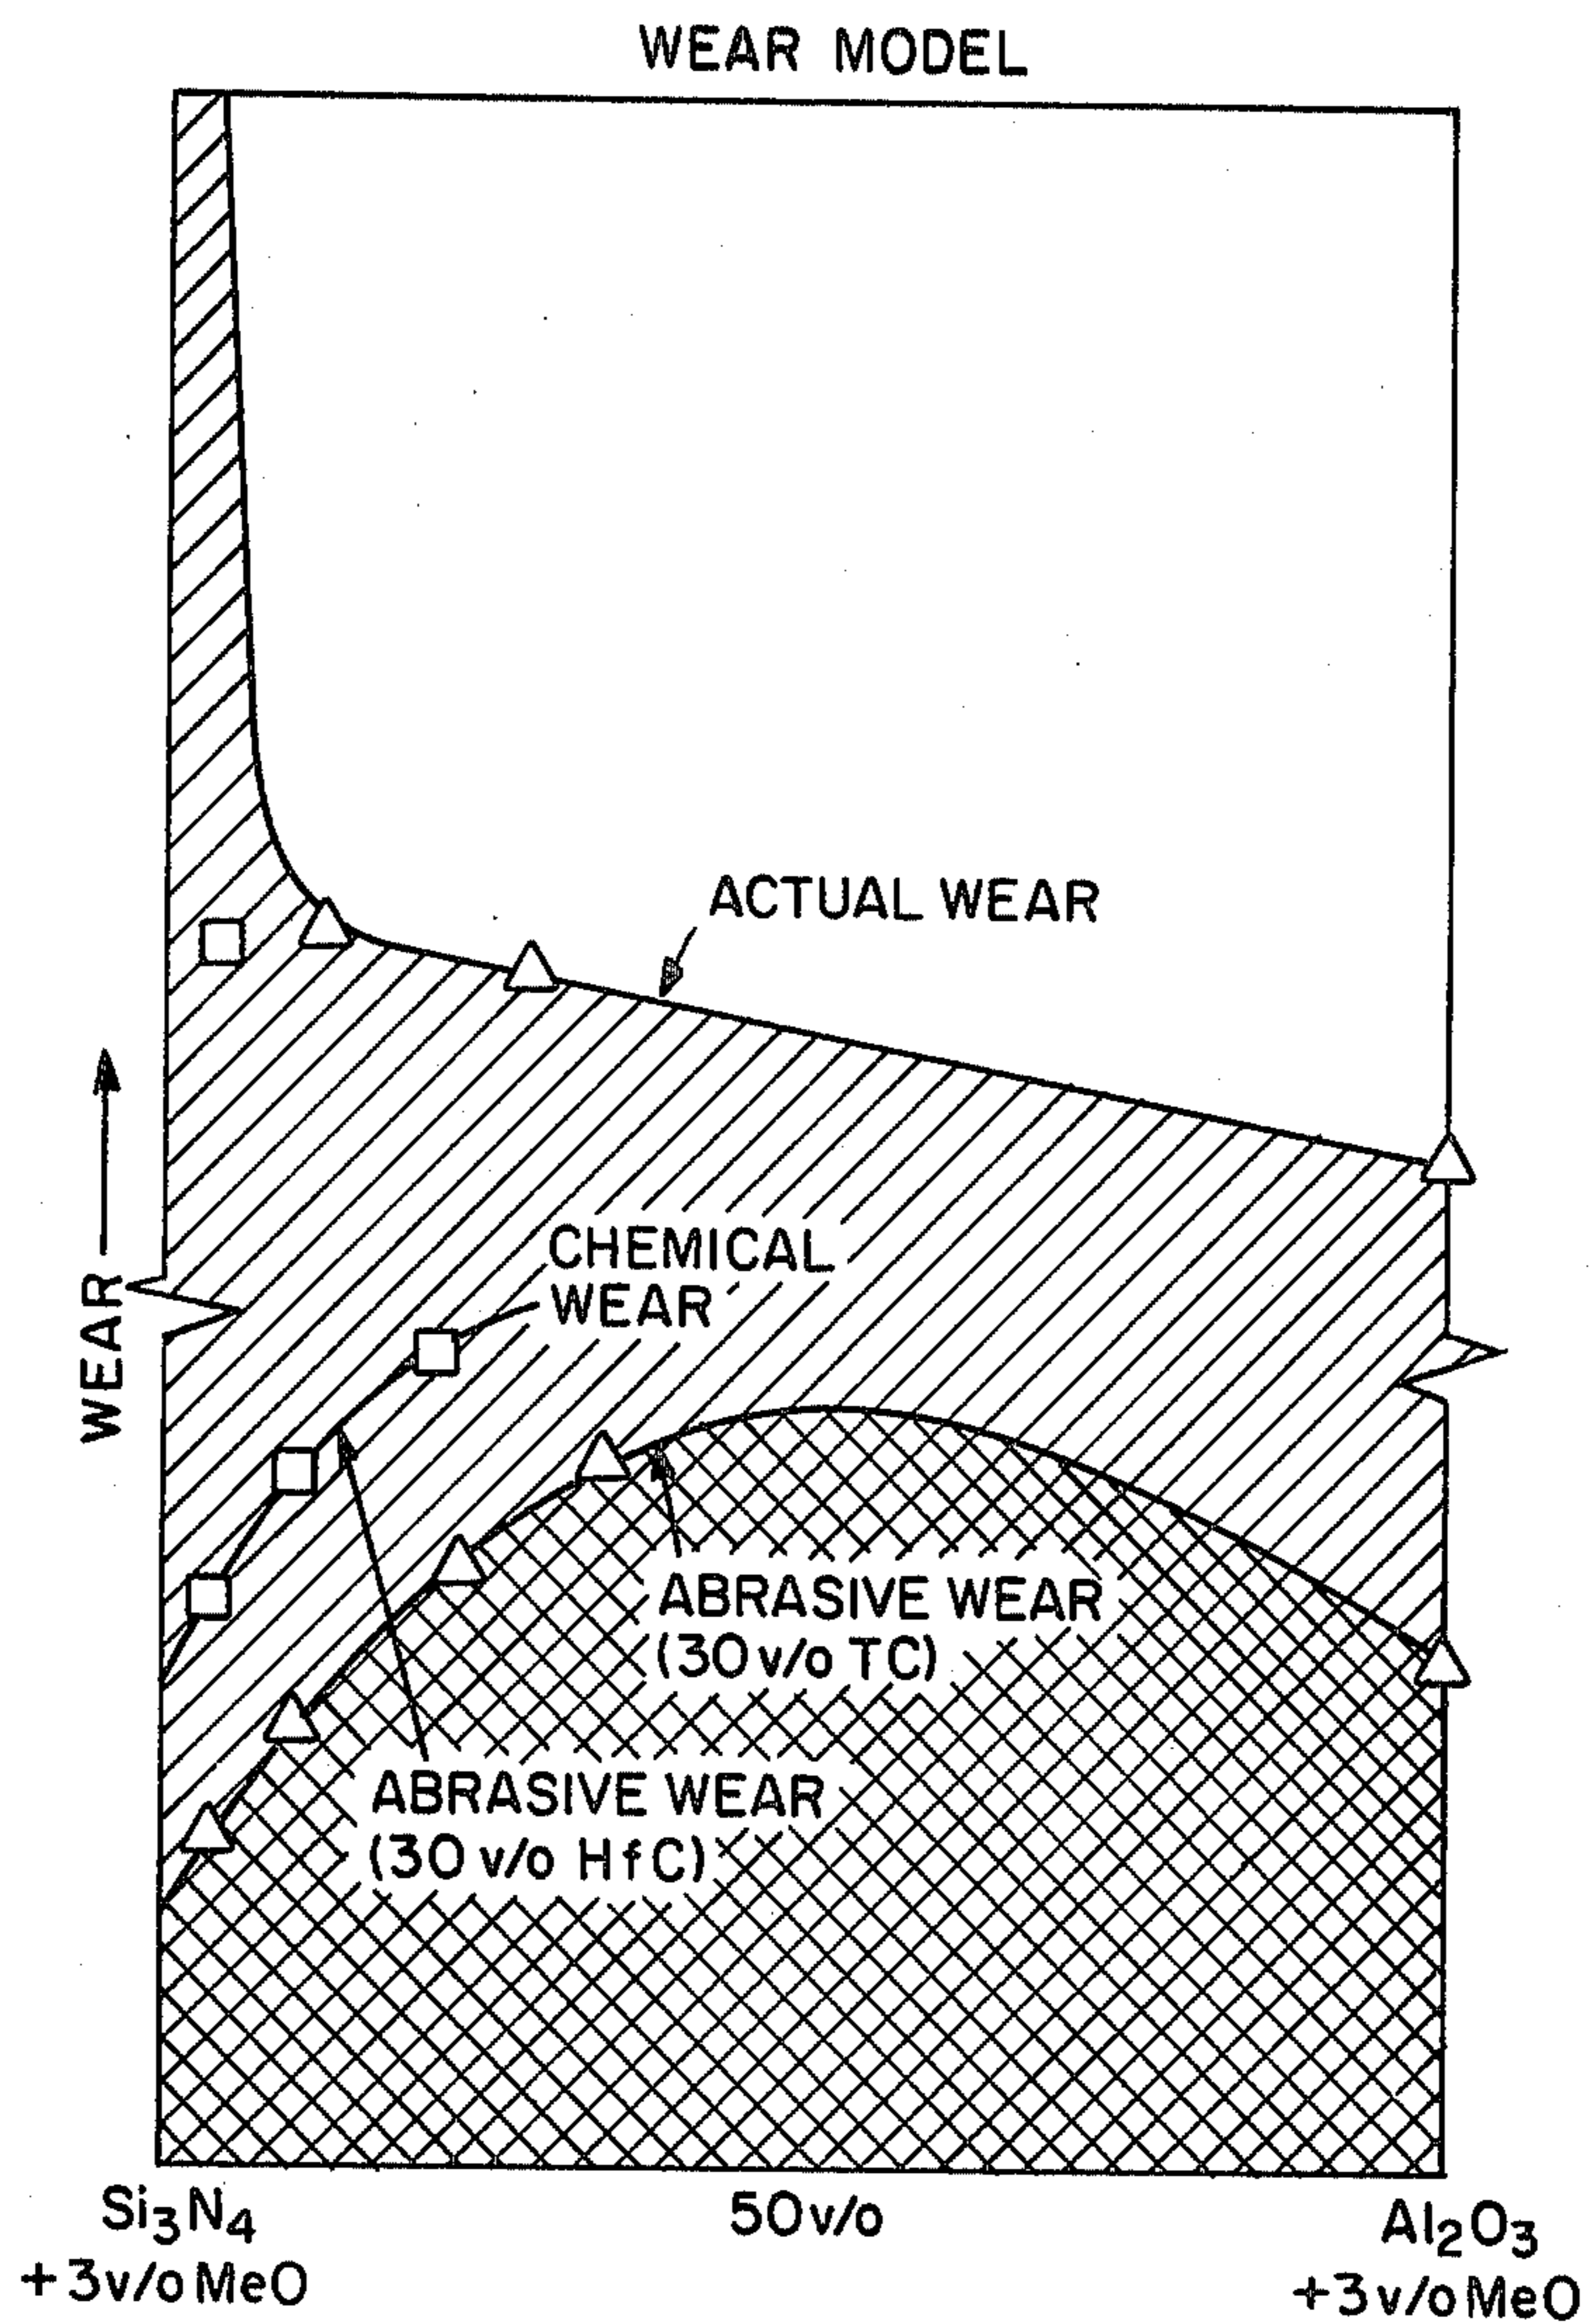 WEAR MODEL
ACTUAL WEAR
WEAR
CHEMICAL
WEAR
ABRASIVE WEAR
(30 v/o TC)
ABRASIVE WEAR
(30 v/o HfC)
Si₃N₄
+3v/o MeO
50v/o
Al₂O₃
+3v/o MeO